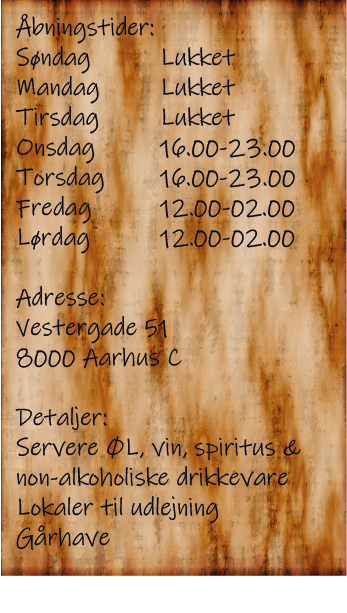 Åbningstider:
Søndag Lukket
Mandag Lukket
Tirsdag Lukket
Onsdag 16.00-23.00
Torsdag 16.00-23.00
Fredag 12.00-02.00
Lørdag 12.00-02.00
Adresse:
Vestergade 51
8000 Aarhus C
Detaljer:
Servere ØL, vin, spiritus &
non-alkoholiske drikkevare
Lokaler til udlejning
Gårhave